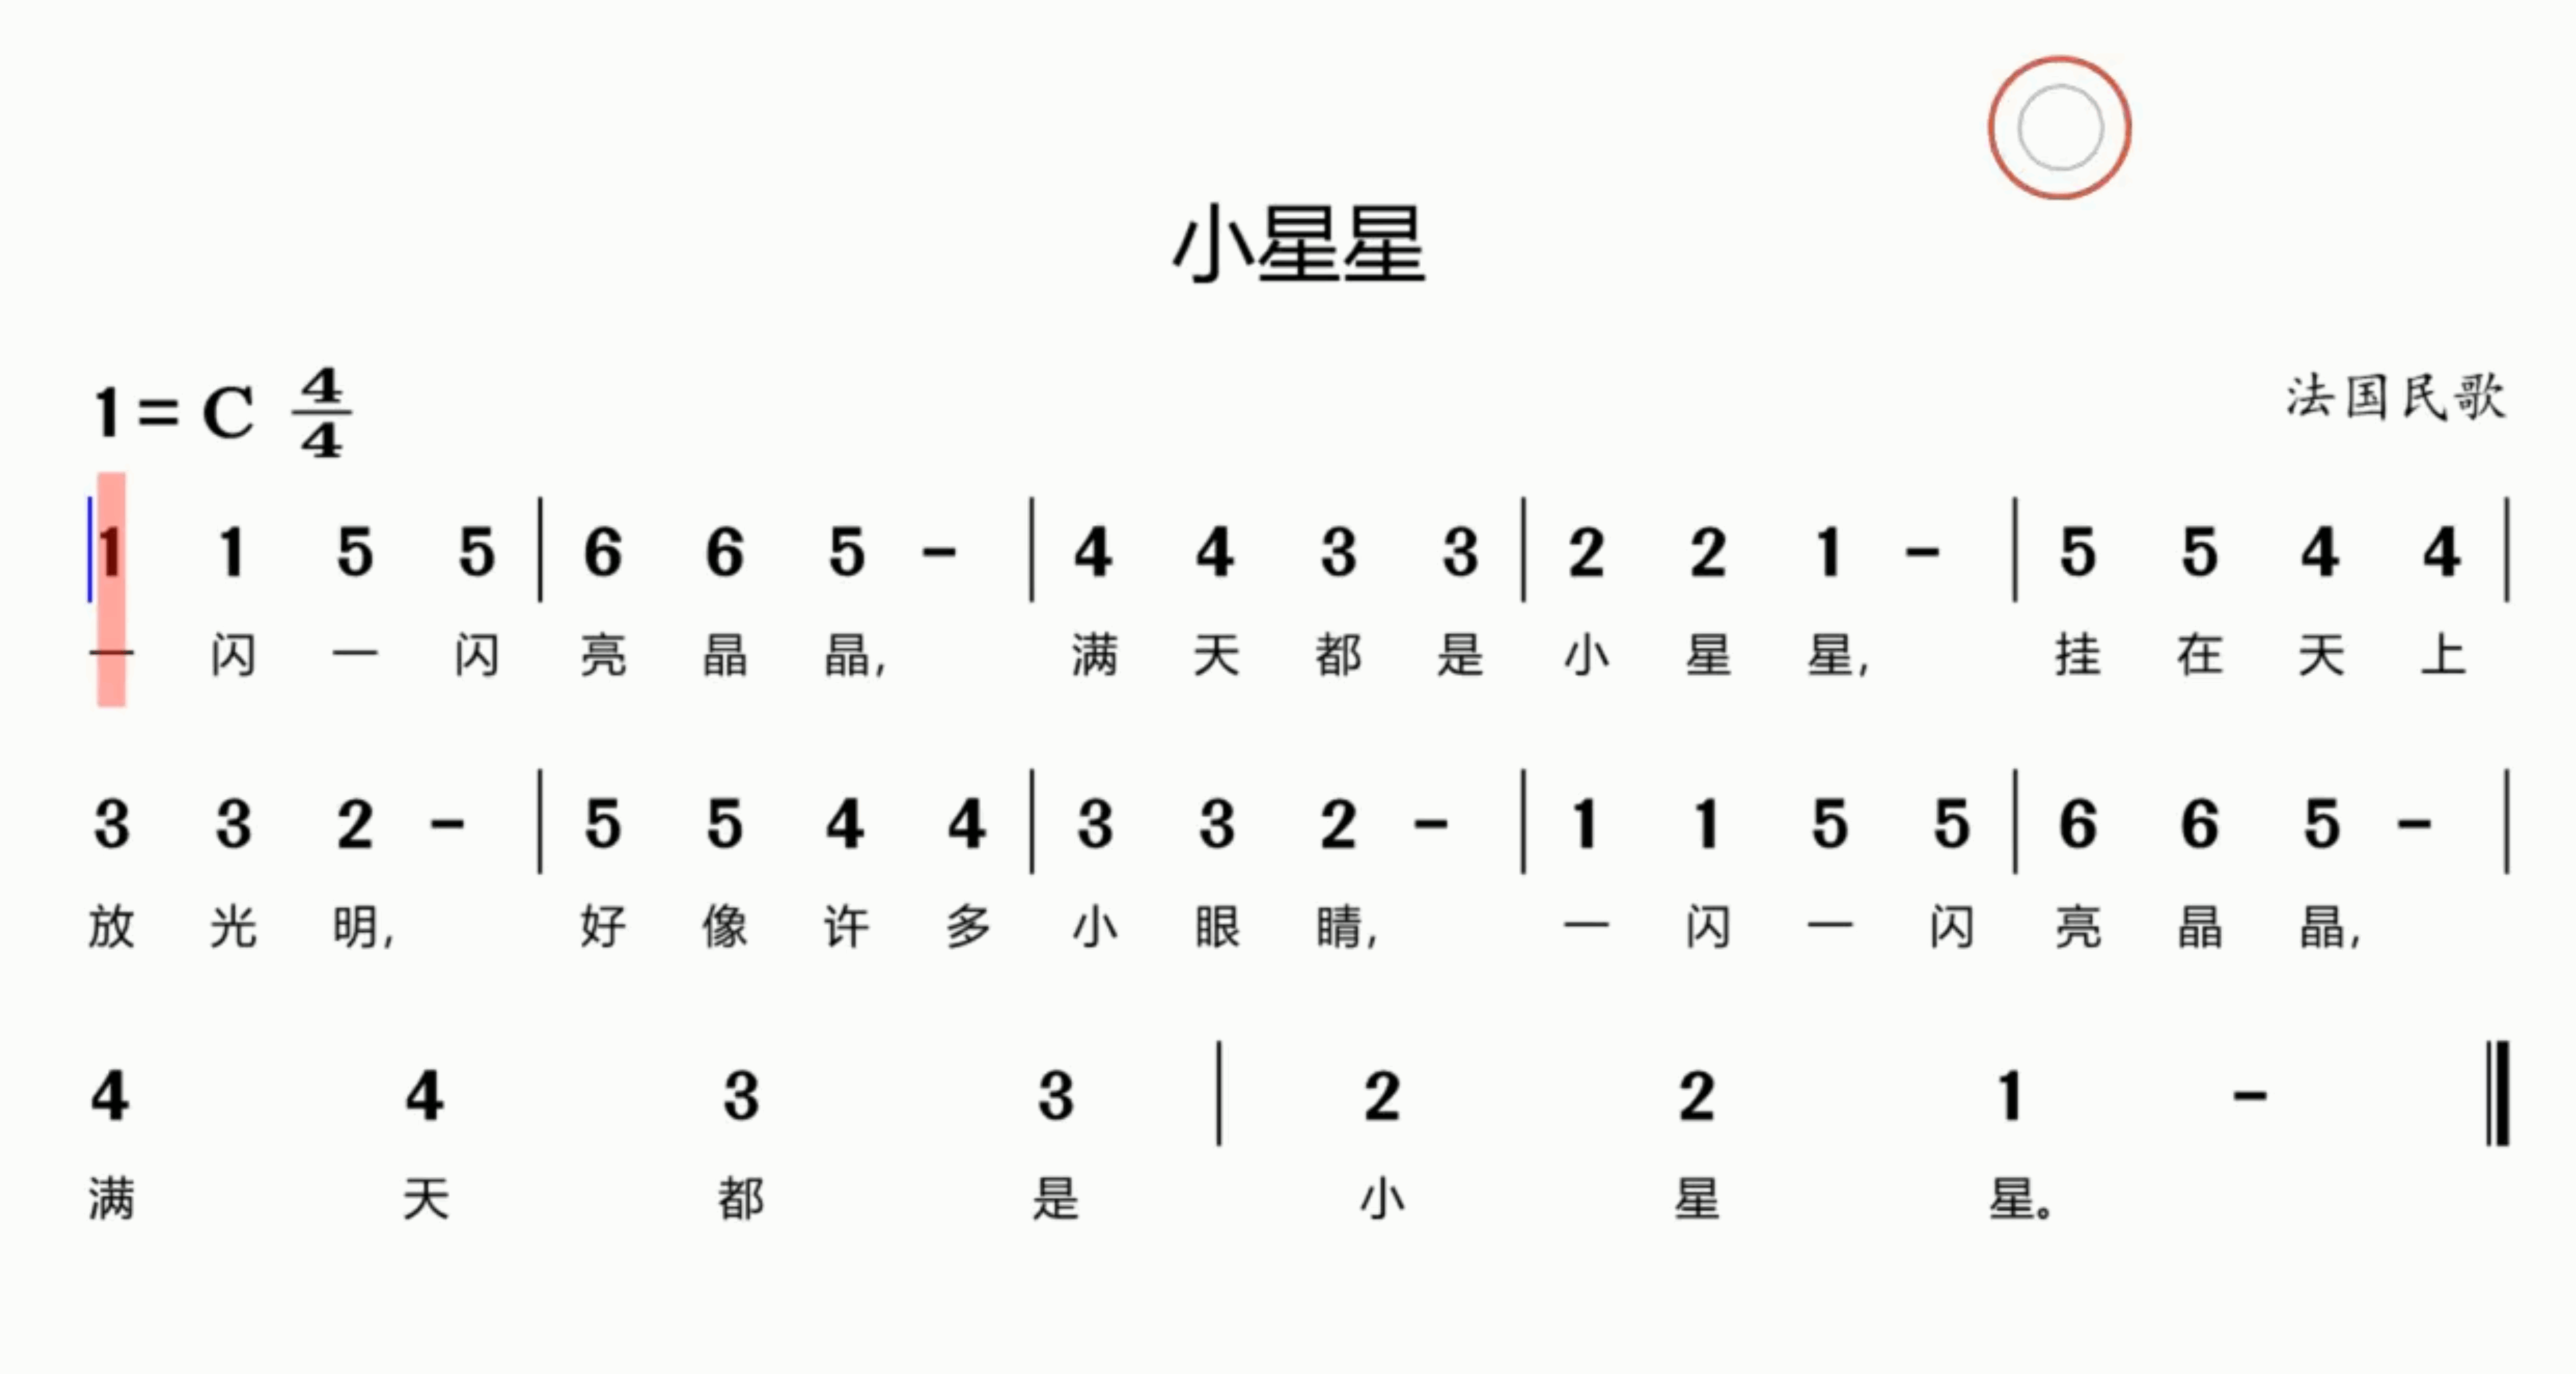 小星星
1= C 4/4
法国民歌
1 1 5 5 | 6 6 5 - | 4 4 3 3 | 2 2 1 - | 5 5 4 4 |
一 闪 一 闪 亮 晶 晶, 满 天 都 是 小 星 星, 挂 在 天 上
3 3 2 - | 5 5 4 4 | 3 3 2 - | 1 1 5 5 | 6 6 5 - |
放 光 明, 好 像 许 多 小 眼 睛, 一 闪 一 闪 亮 晶 晶,
4 4 3 3 | 2 2 1 - ‖
满 天 都 是 小 星 星。